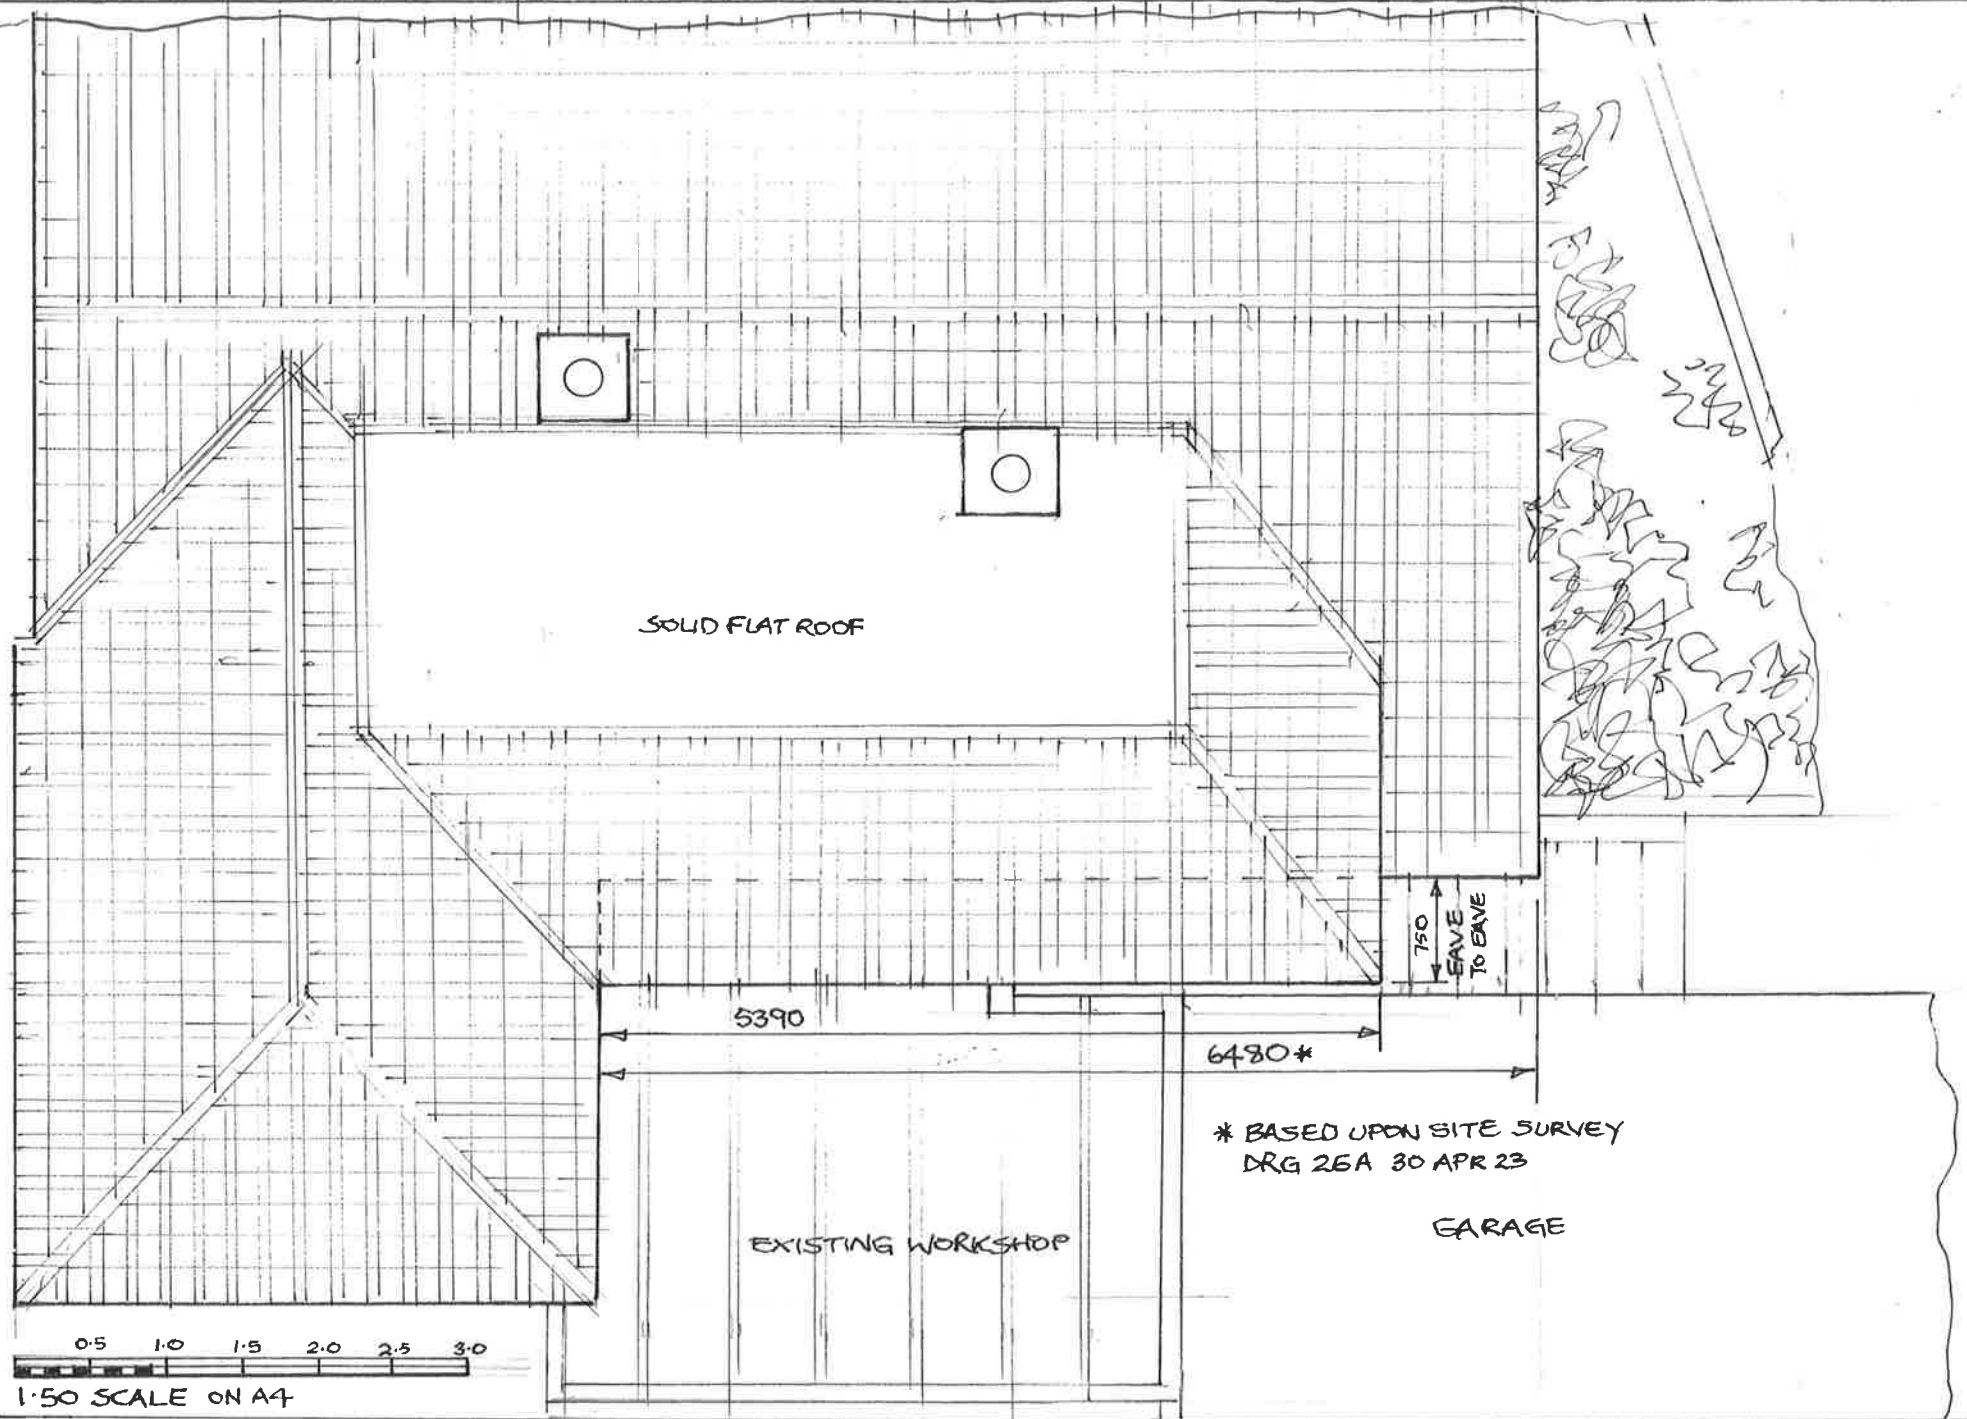 SOLID FLAT ROOF
750
EAVE
TO EAVE
5390
6480*
* BASED UPON SITE SURVEY
DRG 26A 30 APR 23
GARAGE
EXISTING WORKSHOP
0.5 1.0 1.5 2.0 2.5 3.0
1:50 SCALE ON A4